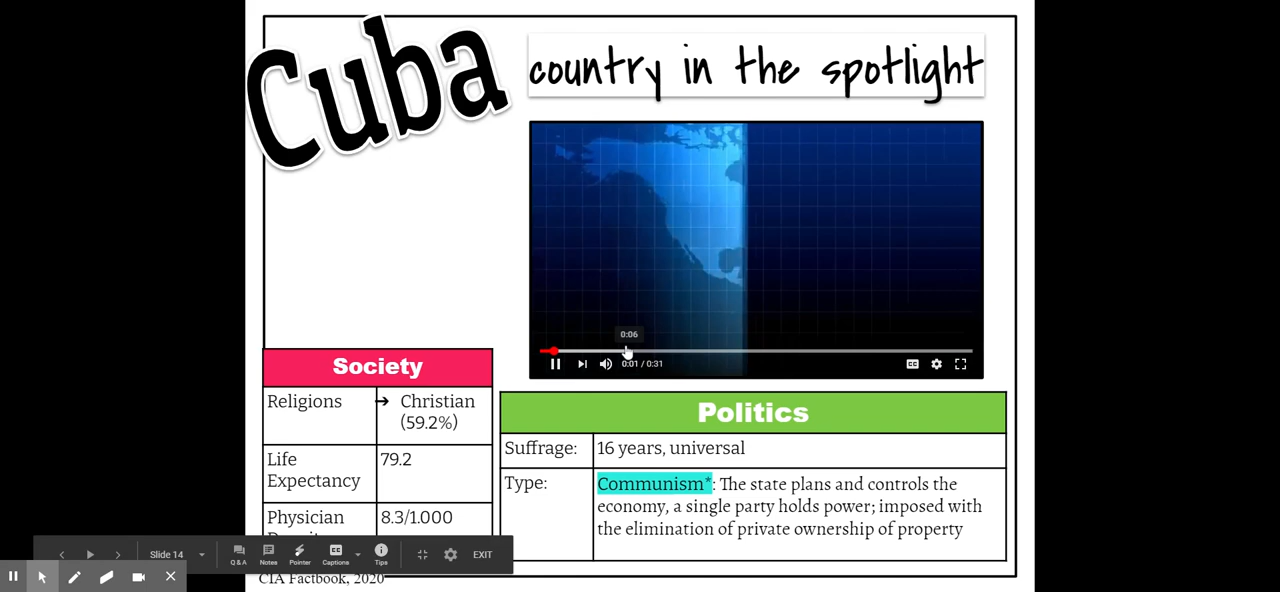 Cuba
country in the spotlight
0:06
0:01 / 0:31
CC
Society
Religions
➔ Christian
(59.2%)
Life
Expectancy
79.2
Physician
8.3/1.000
Politics
Suffrage:
16 years, universal
Type:
Communism*: The state plans and controls the
economy, a single party holds power; imposed with
the elimination of private ownership of property
Slide 14
Q & A
Notes
Pointer
CC
Captions
Tips
EXIT
CIA Factbook, 2020